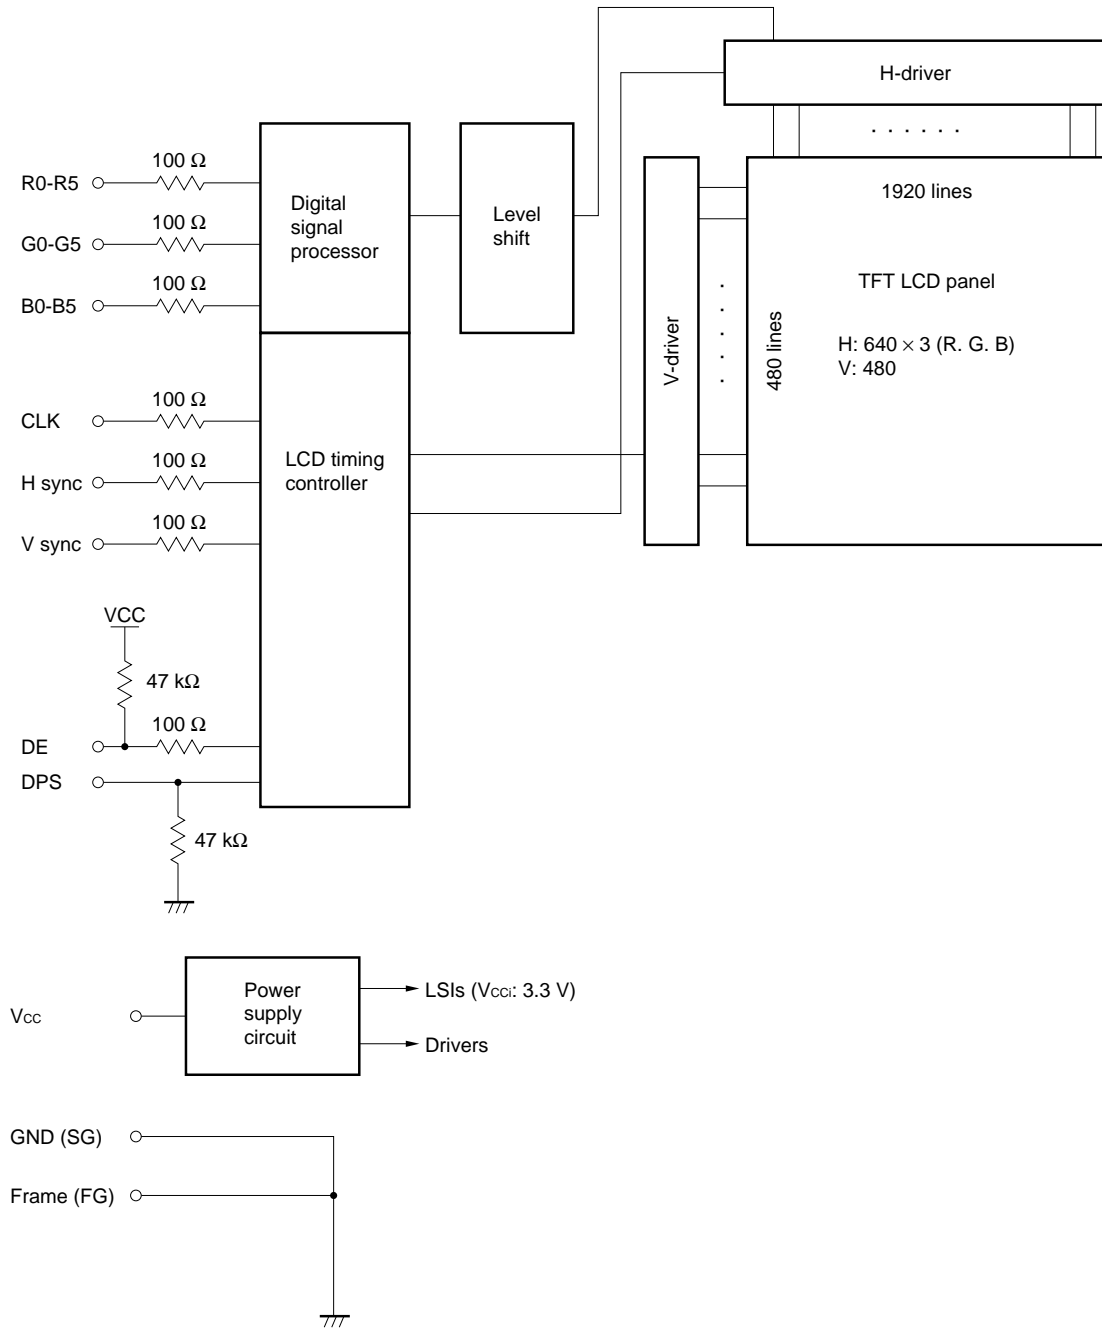 H-driver
· · · · · ·
100 Ω
R0-R5
Digital
signal
processor
Level
shift
1920 lines
100 Ω
G0-G5
100 Ω
B0-B5
TFT LCD panel
H: 640 × 3 (R. G. B)
V: 480
V-driver
480 lines
100 Ω
CLK
LCD timing
controller
100 Ω
H sync
100 Ω
V sync
VCC
47 kΩ
100 Ω
DE
DPS
47 kΩ
Power
supply
circuit
LSIs (VCCi: 3.3 V)
VCC
Drivers
GND (SG)
Frame (FG)